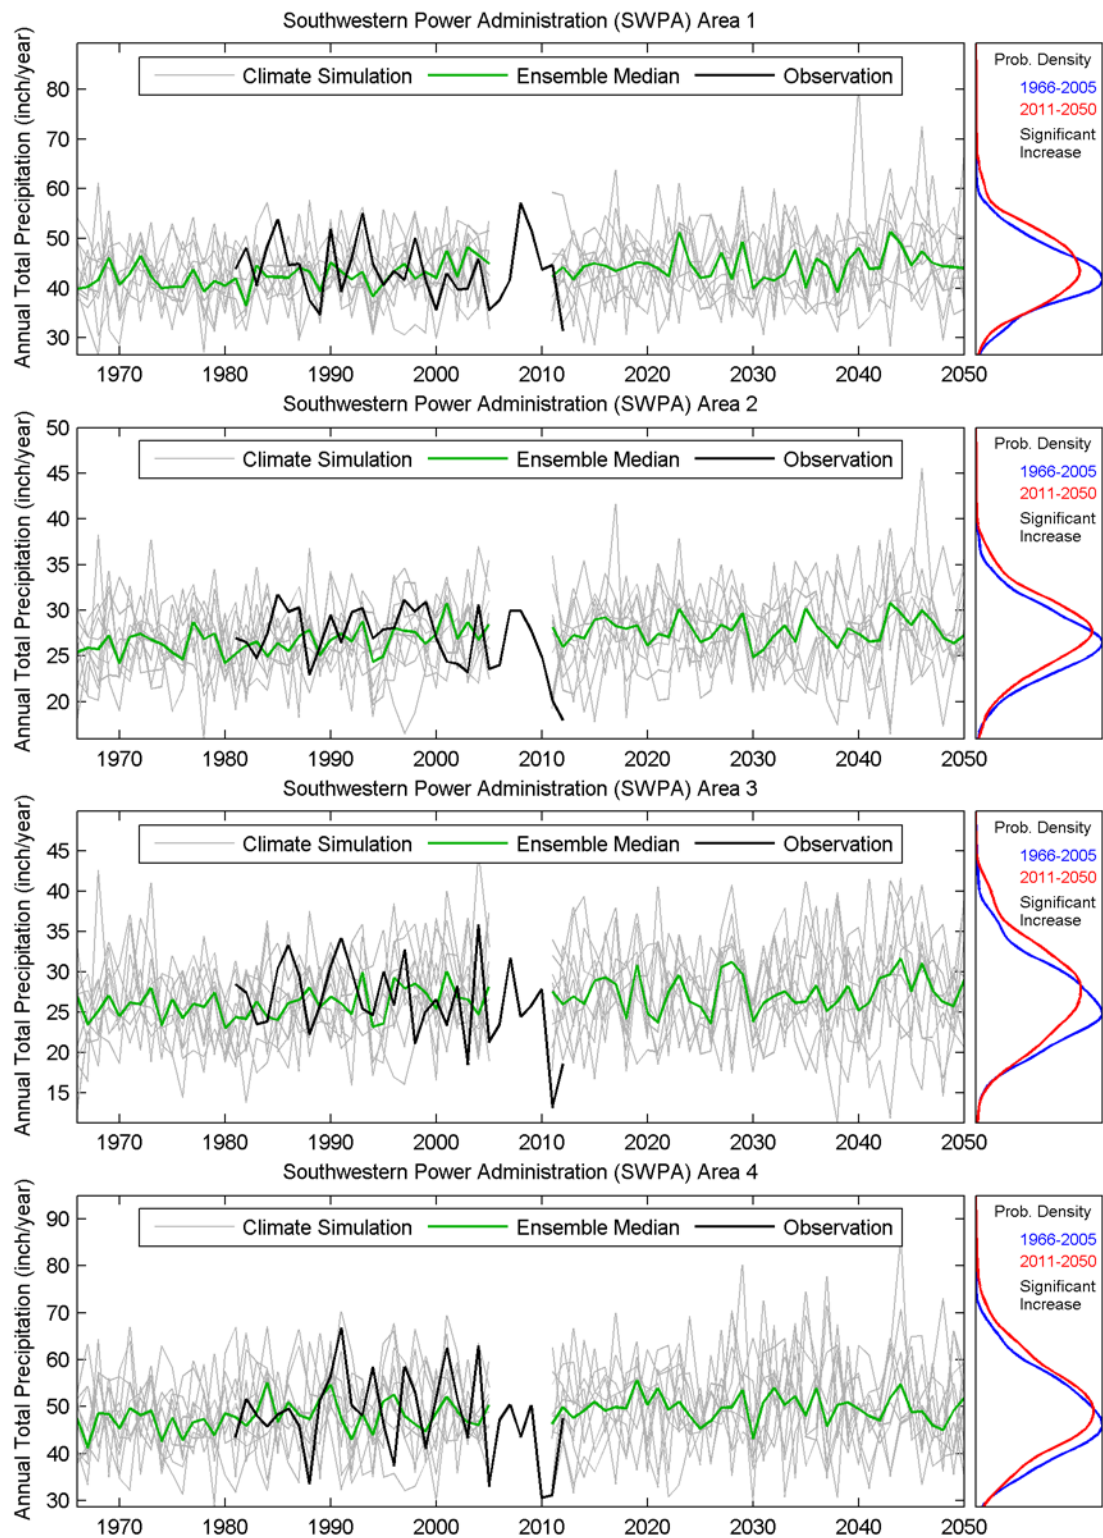 Southwestern Power Administration (SWPA) Area 1
Annual Total Precipitation (inch/year)
Climate Simulation Ensemble Median Observation
80
70
60
50
40
30
1970 1980 1990 2000 2010 2020 2030 2040 2050
Prob. Density
1966-2005
2011-2050
Significant
Increase
Southwestern Power Administration (SWPA) Area 2
Annual Total Precipitation (inch/year)
Climate Simulation Ensemble Median Observation
50
45
40
35
30
25
20
1970 1980 1990 2000 2010 2020 2030 2040 2050
Prob. Density
1966-2005
2011-2050
Significant
Increase
Southwestern Power Administration (SWPA) Area 3
Annual Total Precipitation (inch/year)
Climate Simulation Ensemble Median Observation
45
40
35
30
25
20
15
1970 1980 1990 2000 2010 2020 2030 2040 2050
Prob. Density
1966-2005
2011-2050
Significant
Increase
Southwestern Power Administration (SWPA) Area 4
Annual Total Precipitation (inch/year)
Climate Simulation Ensemble Median Observation
90
80
70
60
50
40
30
1970 1980 1990 2000 2010 2020 2030 2040 2050
Prob. Density
1966-2005
2011-2050
Significant
Increase